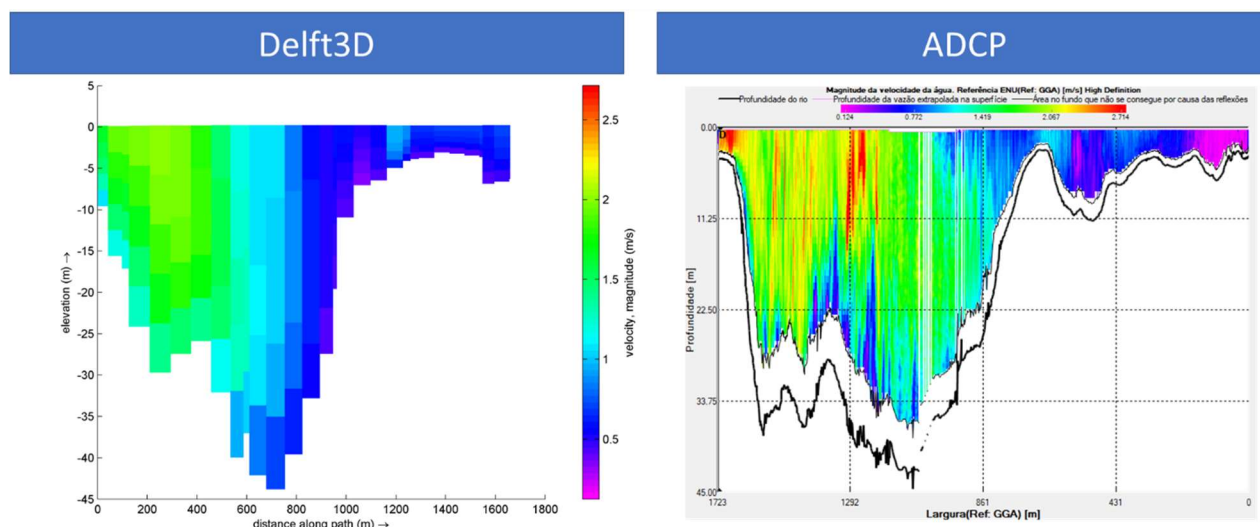 Delft3D
5
0
-5
-10
-15
-20
-25
-30
-35
-40
-45
0 200 400 600 800 1000 1200 1400 1600 1800
elevation (m) →
distance along path (m) →
2.5
2
1.5
1
0.5
velocity, magnitude (m/s)
ADCP
Magnitude da velocidade da água. Referência ENU(Ref: GGA) [m/s] High Definition
Profundidade do rio Profundidade da vazão extrapolada na superfície Área no fundo que não se consegue por causa das reflexões
0.124 0.772 1.419 2.067 2.714
0.00
11.25
22.50
33.75
45.00
Profundidade [m]
1723 1292 861 431 0
Largura(Ref: GGA) [m]